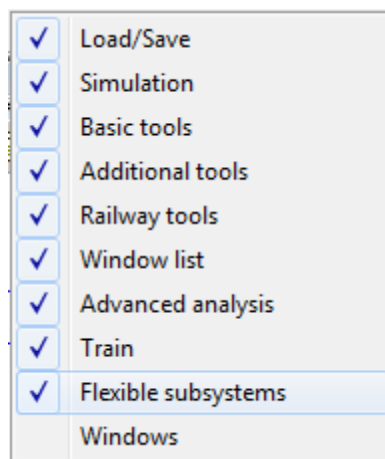 Load/Save
Simulation
Basic tools
Additional tools
Railway tools
Window list
Advanced analysis
Train
Flexible subsystems
Windows